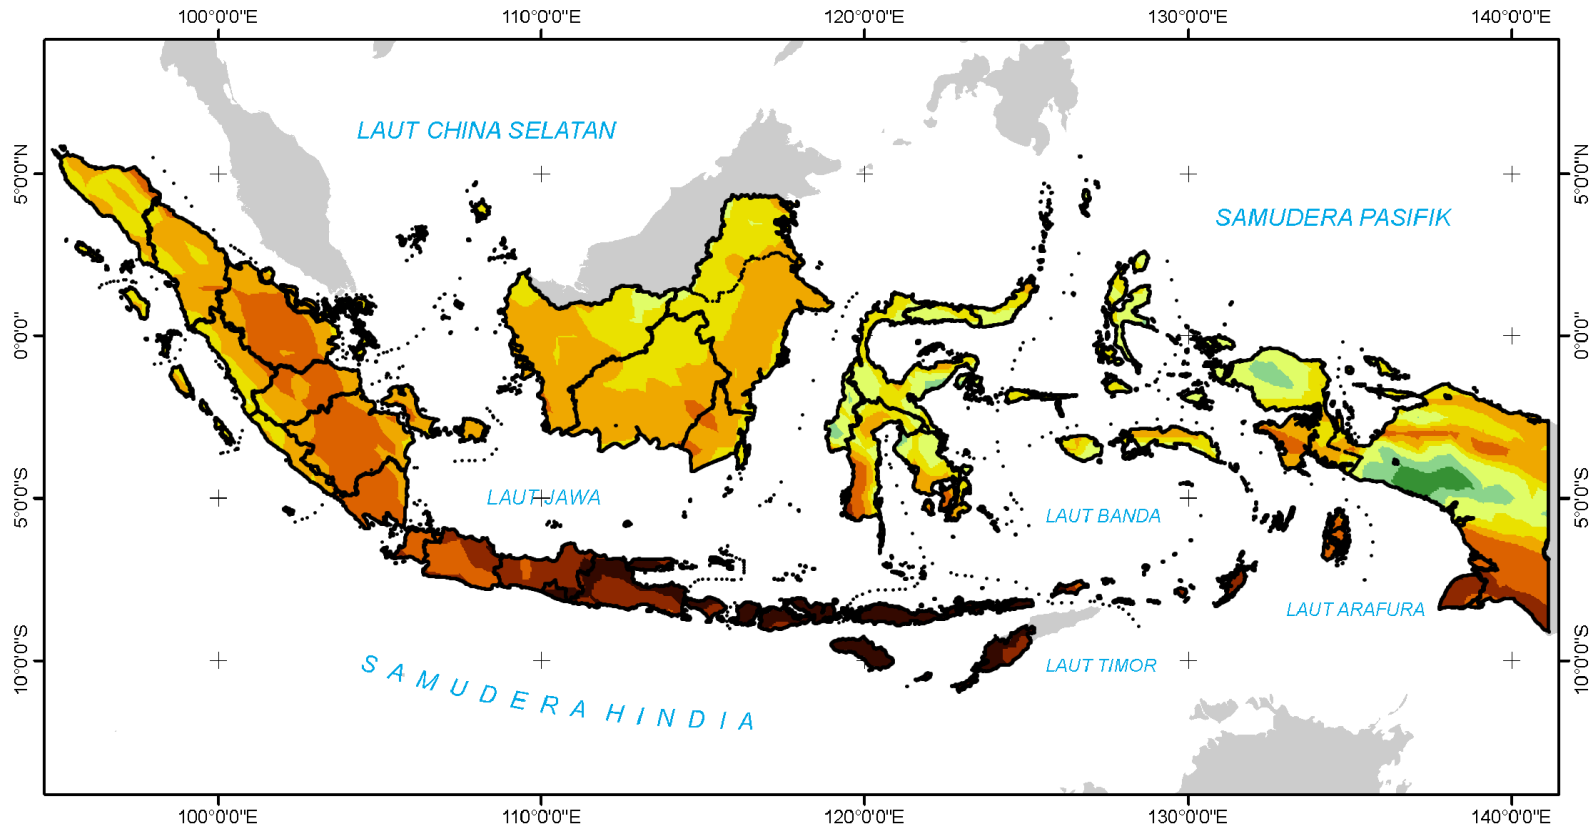 100°0'0"E 110°0'0"E 120°0'0"E 130°0'0"E 140°0'0"E
LAUT CHINA SELATAN
5°0'0"N 5°0'0"N
SAMUDERA PASIFIK
0°0'0" 0°0'0"
LAUT JAWA
5°0'0"S 5°0'0"S
LAUT BANDA
LAUT ARAFURA
10°0'0"S 10°0'0"S
LAUT TIMOR
SAMUDERA HINDIA
100°0'0"E 110°0'0"E 120°0'0"E 130°0'0"E 140°0'0"E